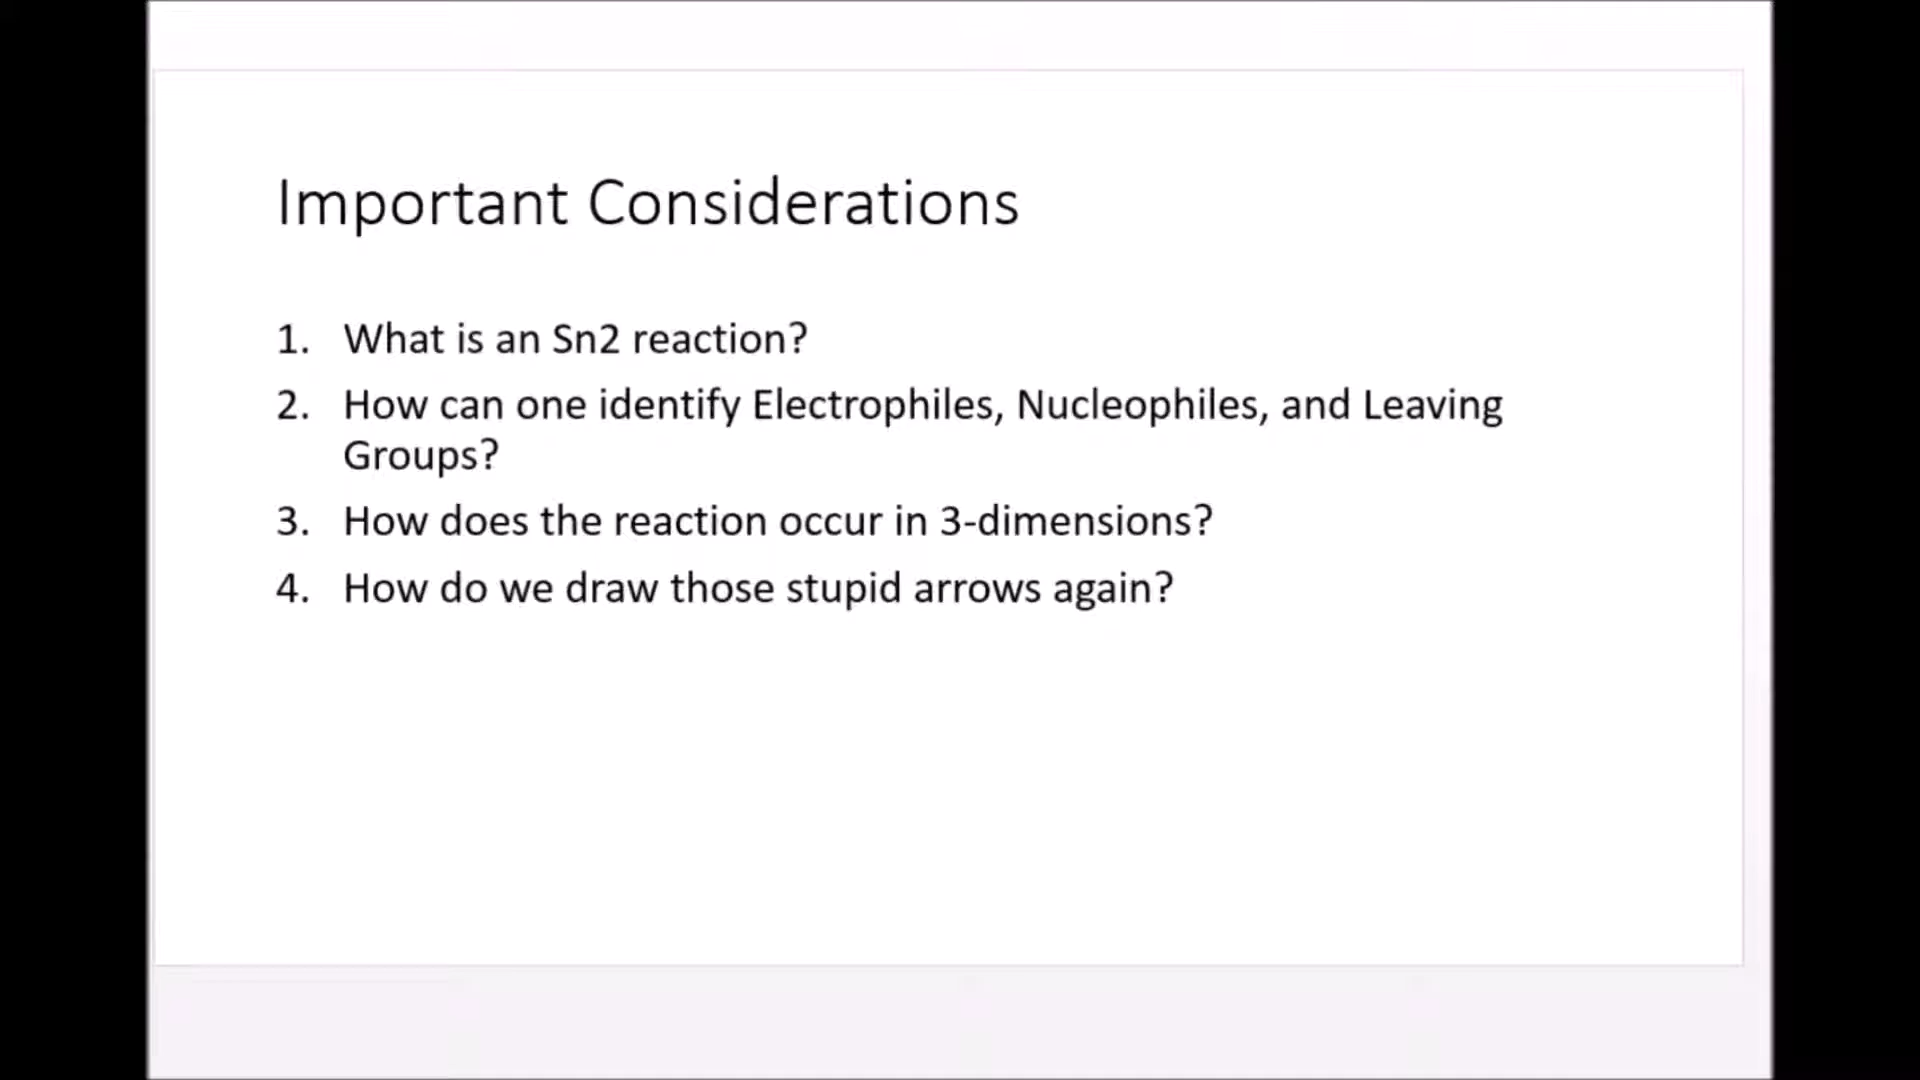 Important Considerations
1. What is an Sn2 reaction?
2. How can one identify Electrophiles, Nucleophiles, and Leaving
Groups?
3. How does the reaction occur in 3-dimensions?
4. How do we draw those stupid arrows again?